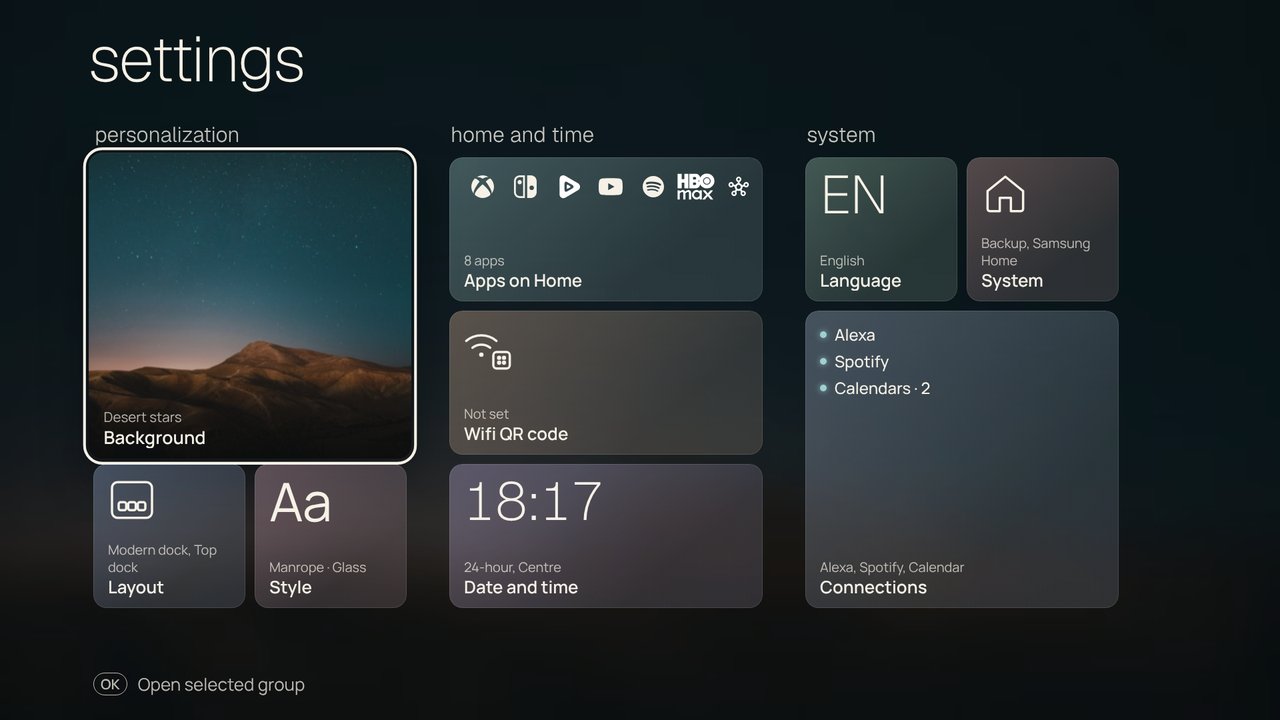 settings
personalization
Desert stars
Background
Modern dock, Top
dock
Layout
Aa
Manrope · Glass
Style
home and time
HBO
max
8 apps
Apps on Home
Not set
Wifi QR code
18:17
24-hour, Centre
Date and time
system
EN
English
Language
Backup, Samsung
Home
System
Alexa
Spotify
Calendars · 2
Alexa, Spotify, Calendar
Connections
OK Open selected group